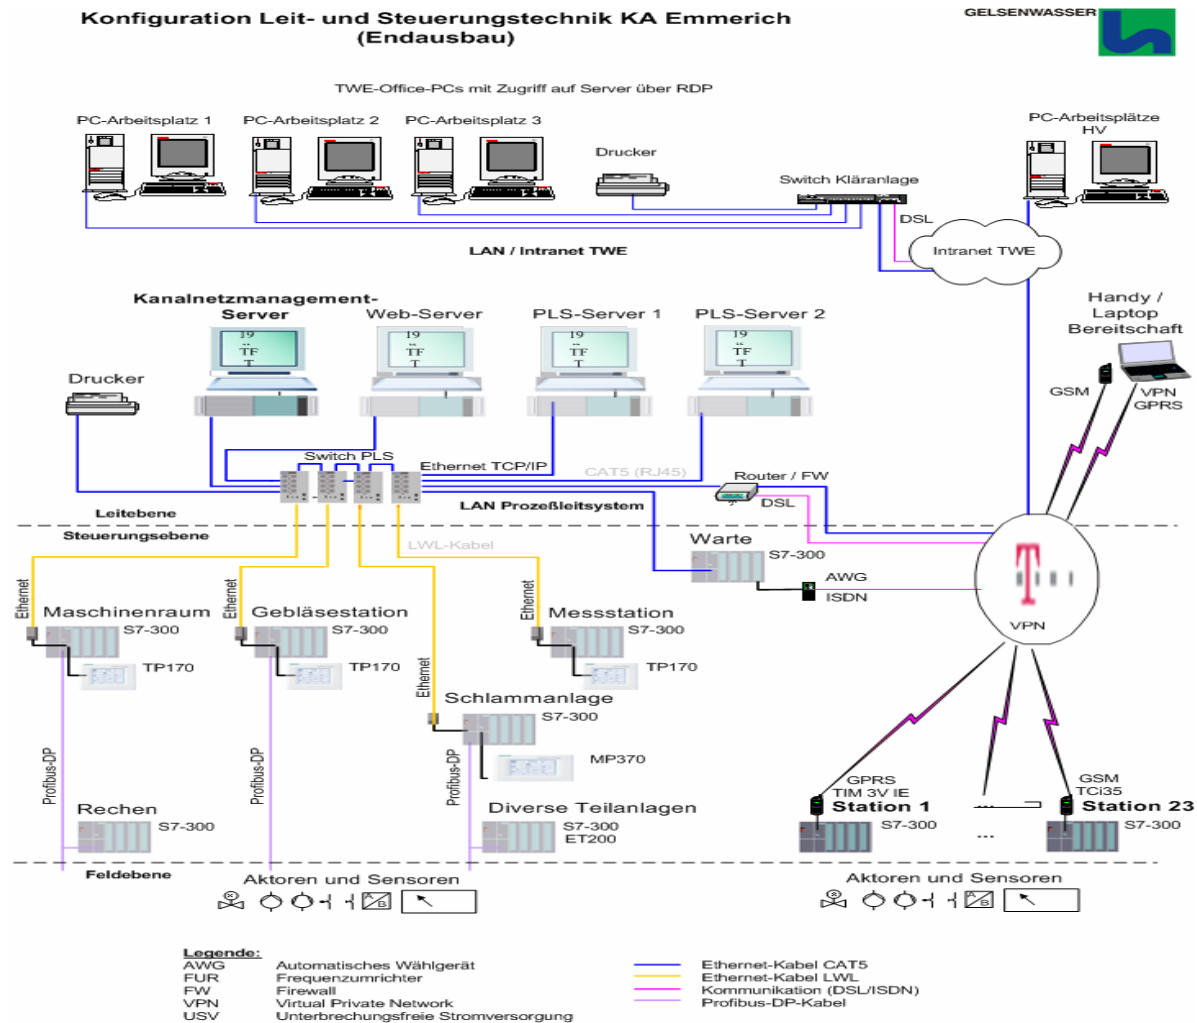 Konfiguration Leit- und Steuerungstechnik KA Emmerich
(Endausbau)
GELSENWASSER
TWE-Office-PCs mit Zugriff auf Server über RDP
PC-Arbeitsplatz 1
PC-Arbeitsplatz 2
PC-Arbeitsplatz 3
Drucker
Switch Kläranlage
PC-Arbeitsplätze
HV
DSL
LAN / Intranet TWE
Intranet TWE
Kanalnetzmanagement-
Server
Web-Server
PLS-Server 1
PLS-Server 2
19
TF
T
19
TF
T
19
TF
T
19
TF
T
Handy /
Laptop
Bereitschaft
GSM
VPN
GPRS
Drucker
Switch PLS
Ethernet TCP/IP
CAT5 (RJ45)
Router / FW
DSL
Leitebene
LAN Prozeßleitsystem
Steuerungsebene
LWL-Kabel
Warte
S7-300
AWG
ISDN
T
VPN
Ethernet
Maschinenraum
S7-300
TP170
Ethernet
Gebläsestation
S7-300
TP170
Ethernet
Messstation
S7-300
TP170
Ethernet
Schlammanlage
S7-300
MP370
Profibus-DP
Profibus-DP
Profibus-DP
Rechen
S7-300
Diverse Teilanlagen
S7-300
ET200
GPRS
TIM 3V IE
Station 1
S7-300
...
GSM
TCi35
Station 23
S7-300
Feldebene
Aktoren und Sensoren
A
B
Aktoren und Sensoren
A
B
Legende:
AWG Automatisches Wählgerät
FUR Frequenzumrichter
FW Firewall
VPN Virtual Private Network
USV Unterbrechungsfreie Stromversorgung
Ethernet-Kabel CAT5
Ethernet-Kabel LWL
Kommunikation (DSL/ISDN)
Profibus-DP-Kabel